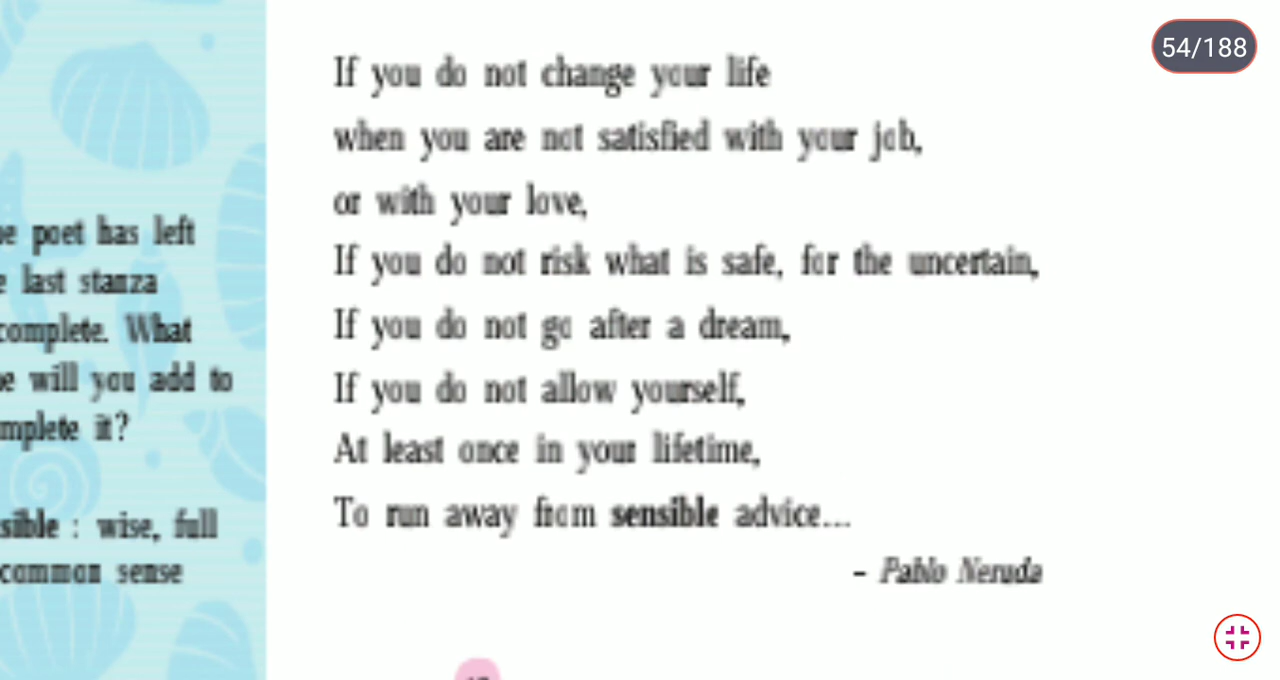 54/188
If you do not change your life
when you are not satisfied with your job,
or with your love,
If you do not risk what is safe, for the uncertain,
If you do not go after a dream,
If you do not allow yourself,
At least once in your lifetime,
To run away from sensible advice...
– Pablo Neruda
poet has left
last stanza
complete. What
will you add to
mplete it?
sible : wise, full
common sense